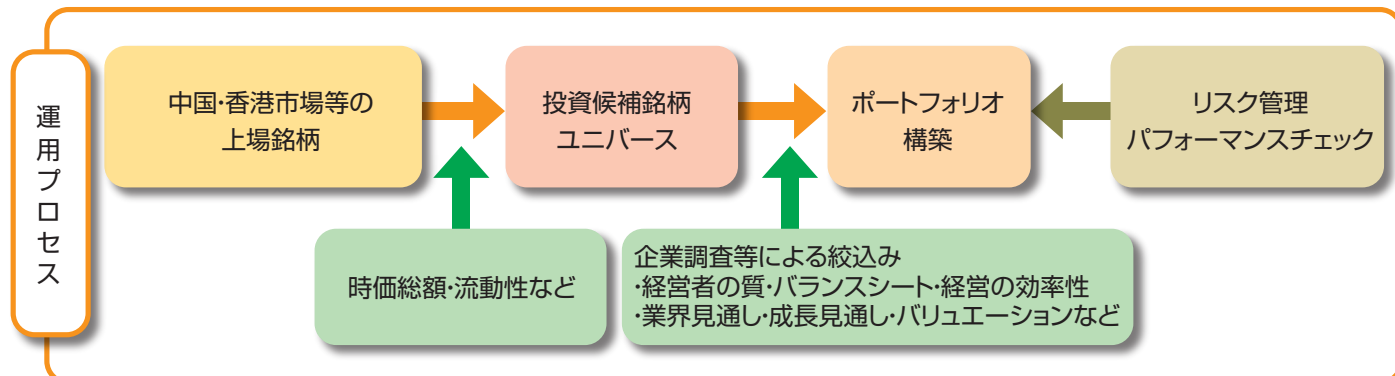 運用プロセス
中国・香港市場等の
上場銘柄
投資候補銘柄
ユニバース
ポートフォリオ
構築
リスク管理
パフォーマンスチェック
時価総額・流動性など
企業調査等による絞込み
・経営者の質・バランスシート・経営の効率性
・業界見通し・成長見通し・バリュエーションなど